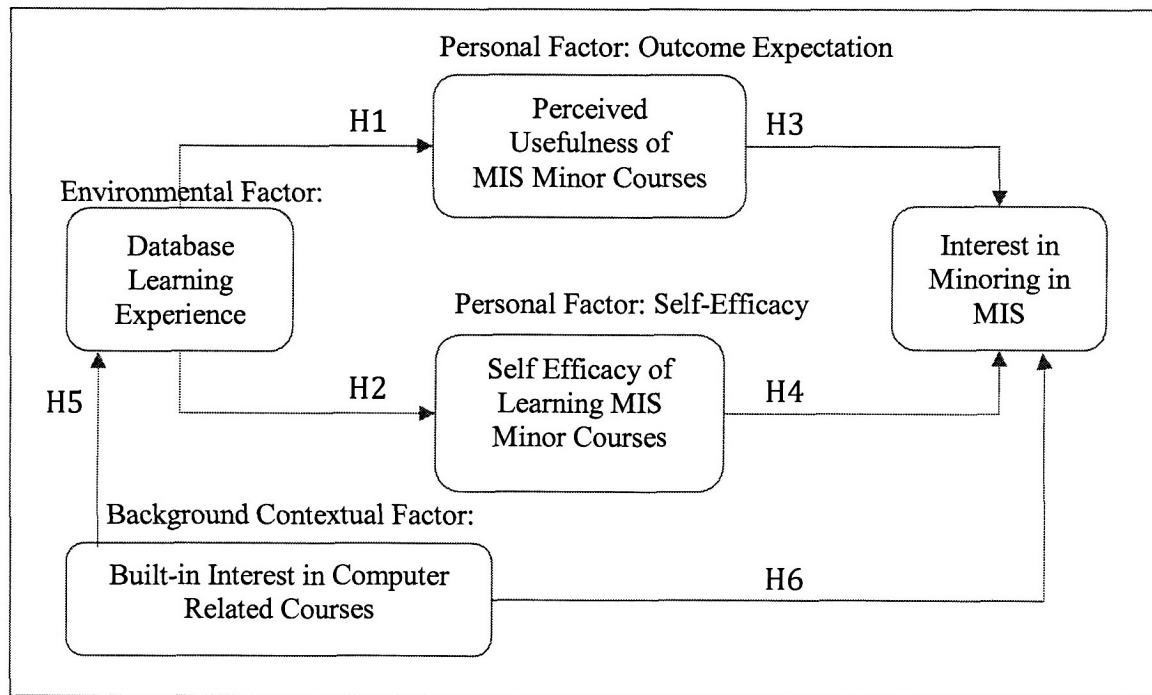 Personal Factor: Outcome Expectation
H1
Perceived
Usefulness of
MIS Minor Courses
H3
Environmental Factor:
Database
Learning
Experience
Interest in
Minoring in
MIS
Personal Factor: Self-Efficacy
H5
H2
Self Efficacy of
Learning MIS
Minor Courses
H4
Background Contextual Factor:
Built-in Interest in Computer
Related Courses
H6